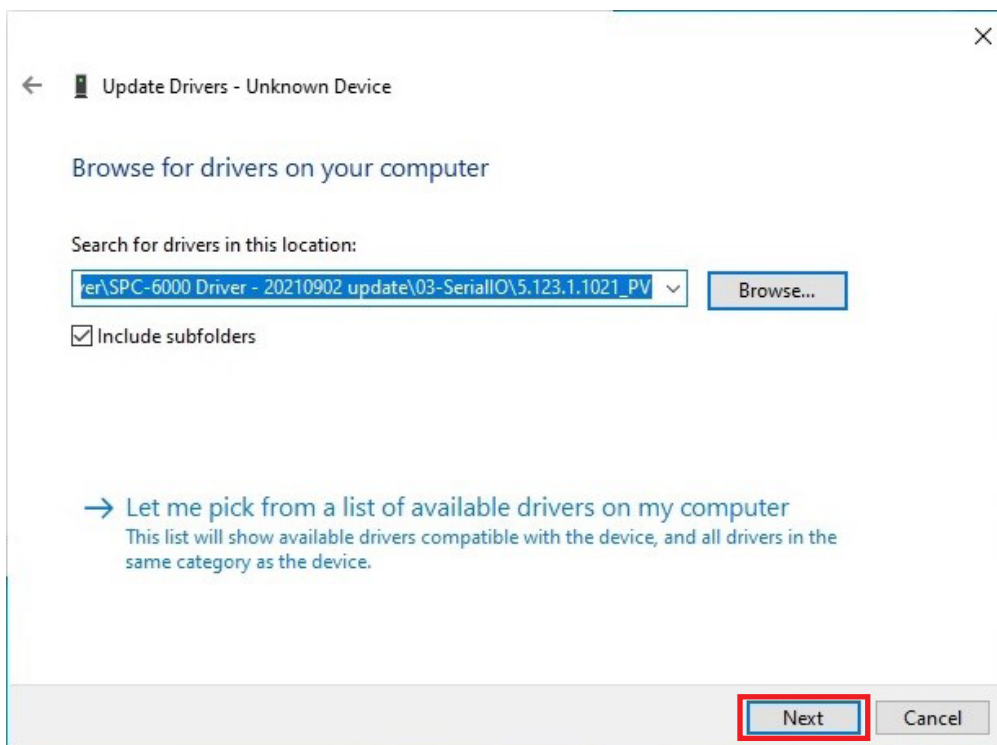 Update Drivers - Unknown Device
Browse for drivers on your computer
Search for drivers in this location:
ver\SPC-6000 Driver - 20210902 update\03-SerialIO\5.123.1.1021_PV
Browse...
Include subfolders
Let me pick from a list of available drivers on my computer
This list will show available drivers compatible with the device, and all drivers in the
same category as the device.
Next
Cancel